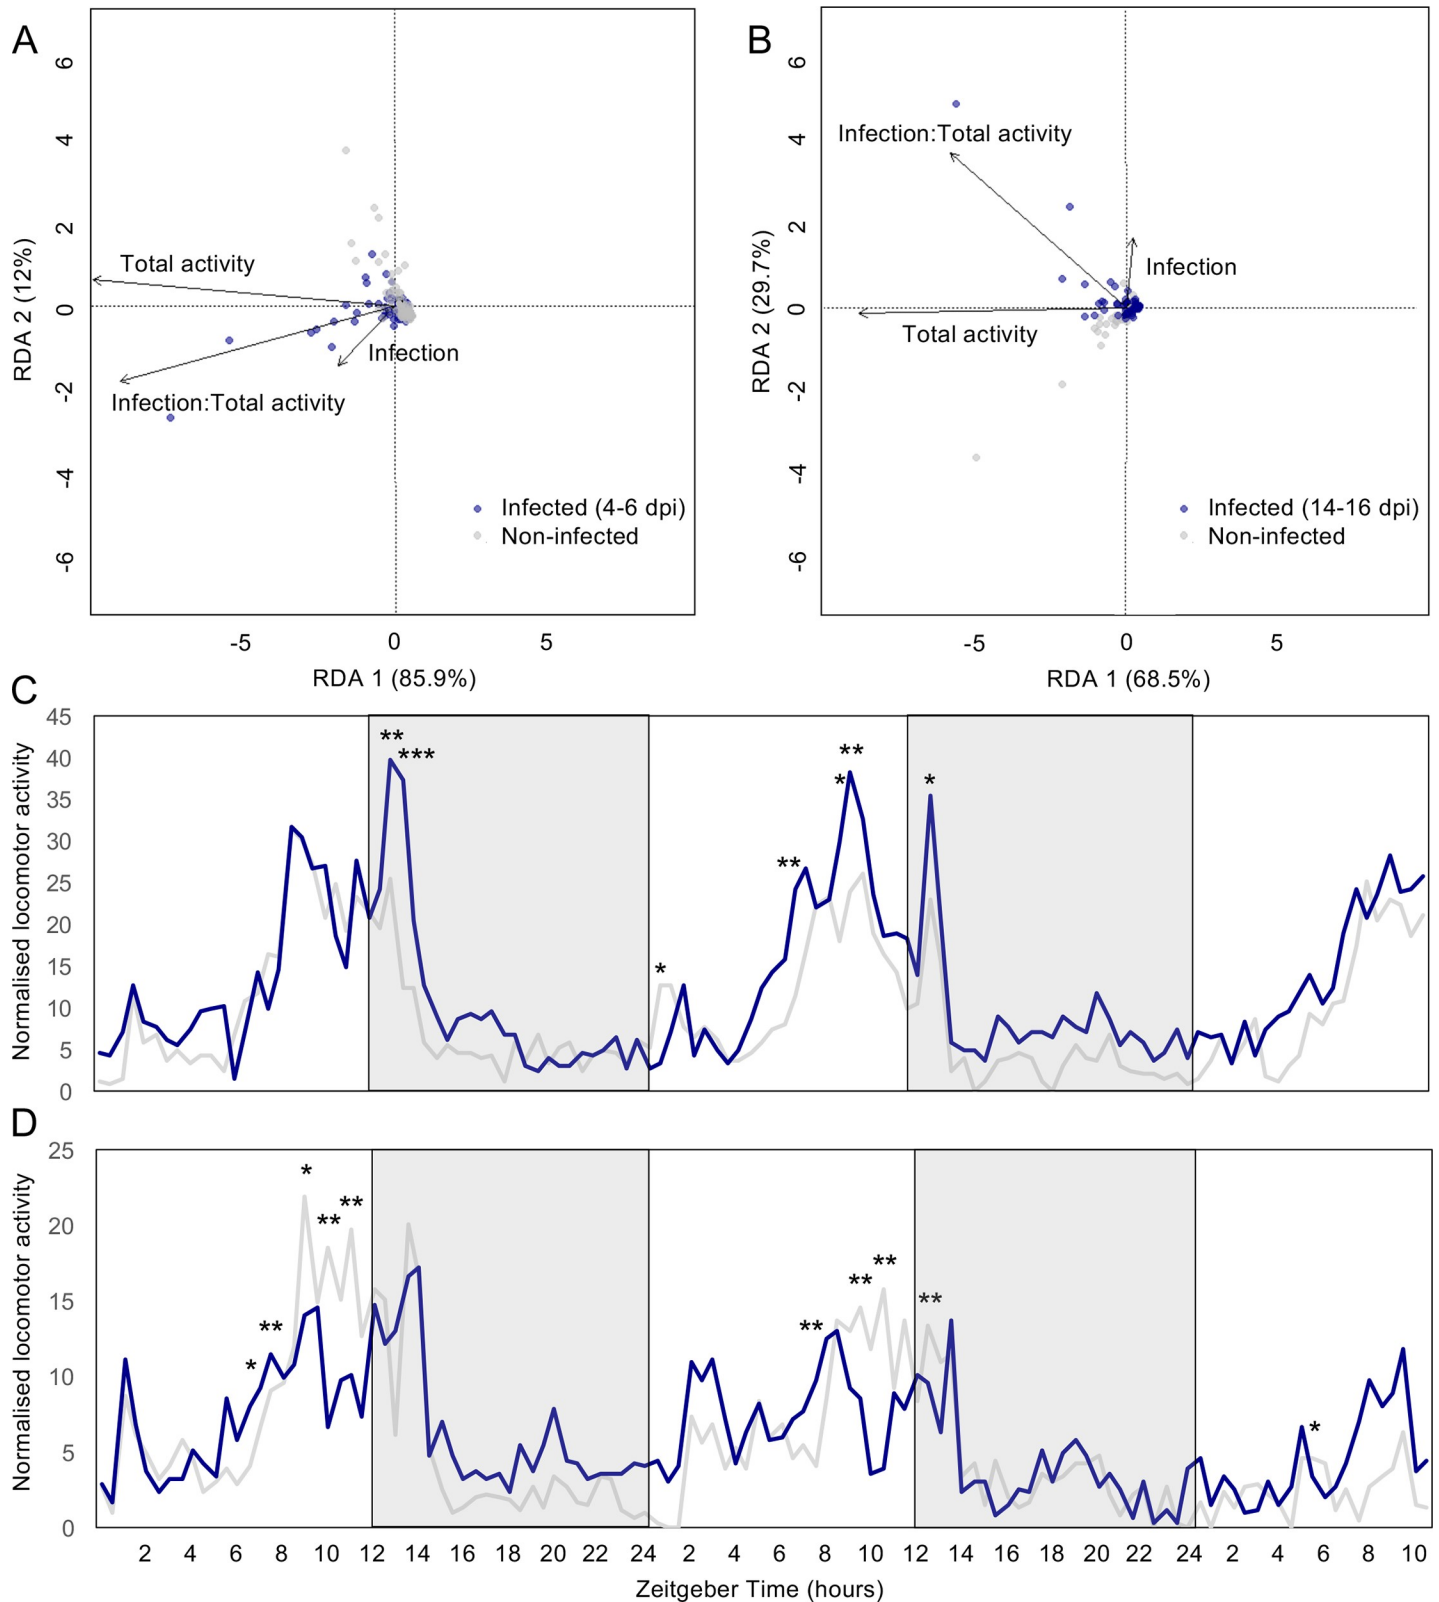 A
6
4
2
0
-2
-4
-6
RDA 2 (12%)
Total activity
Infection
Infection:Total activity
Infected (4-6 dpi)
Non-infected
-5 0 5
RDA 1 (85.9%)
B
6
4
2
0
-2
-4
-6
RDA 2 (29.7%)
Infection:Total activity
Infection
Total activity
Infected (14-16 dpi)
Non-infected
-5 0 5
RDA 1 (68.5%)
C
45
40
35
30
25
20
15
10
5
0
Normalised locomotor activity
** *** * ** * ** *
D
25
20
15
10
5
0
Normalised locomotor activity
* ** * ** ** ** ** ** ** *
2 4 6 8 10 12 14 16 18 20 22 24 2 4 6 8 10 12 14 16 18 20 22 24 2 4 6 8 10
Zeitgeber Time (hours)